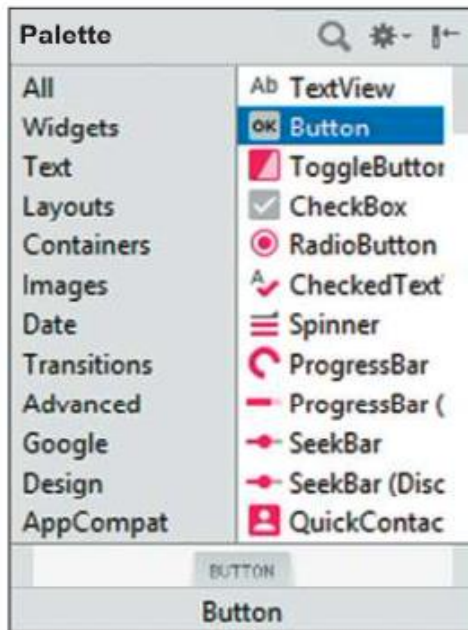 Palette
All
Widgets
Text
Layouts
Containers
Images
Date
Transitions
Advanced
Google
Design
AppCompat
Ab TextView
OK Button
ToggleButtor
CheckBox
RadioButton
A CheckedText
Spinner
ProgressBar
ProgressBar (
SeekBar
SeekBar (Disc
QuickContac
BUTTON
Button